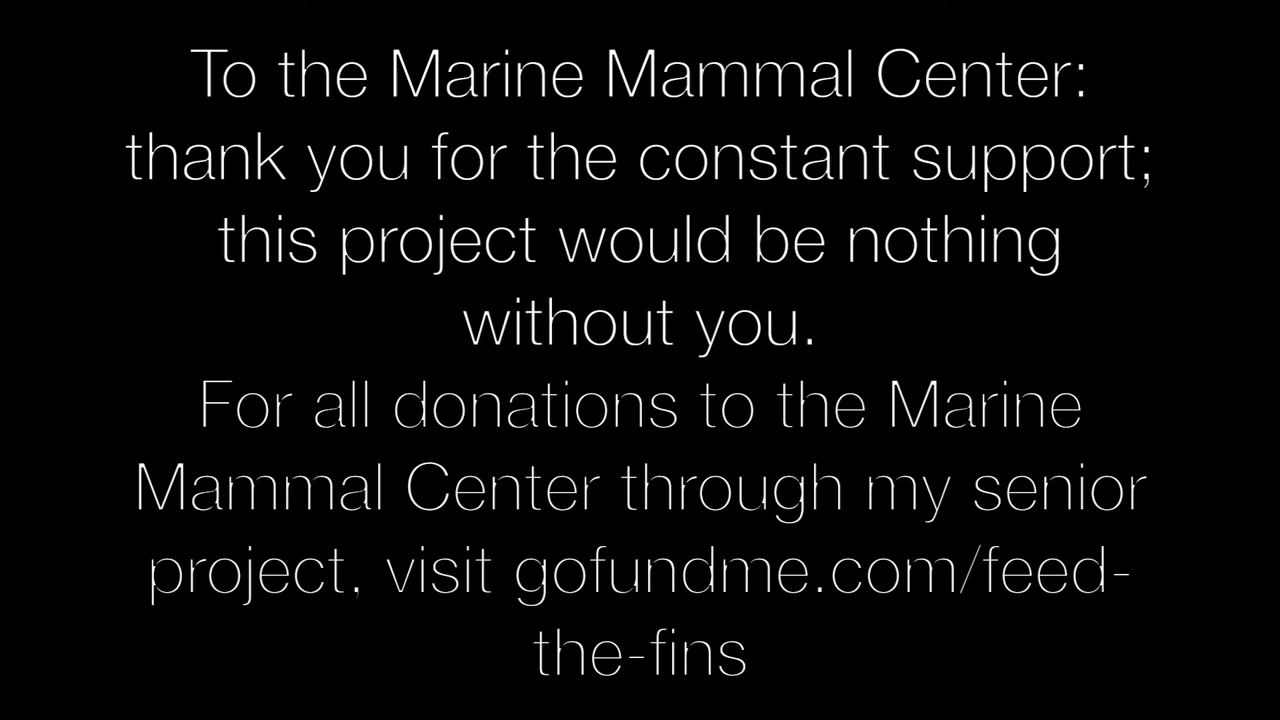 To the Marine Mammal Center:
thank you for the constant support;
this project would be nothing
without you.
For all donations to the Marine
Mammal Center through my senior
project, visit gofundme.com/feed-
the-fins